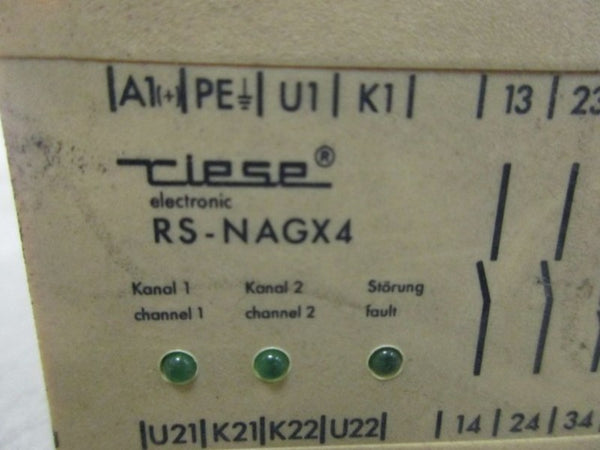 |A1(+)|PE⏚| U1 | K1 | | 13 | 23
riese®
electronic
RS-NAGX4
Kanal 1 Kanal 2 Störung
channel 1 channel 2 fault
|U21|K21|K22|U22| | 14 | 24 | 34 |